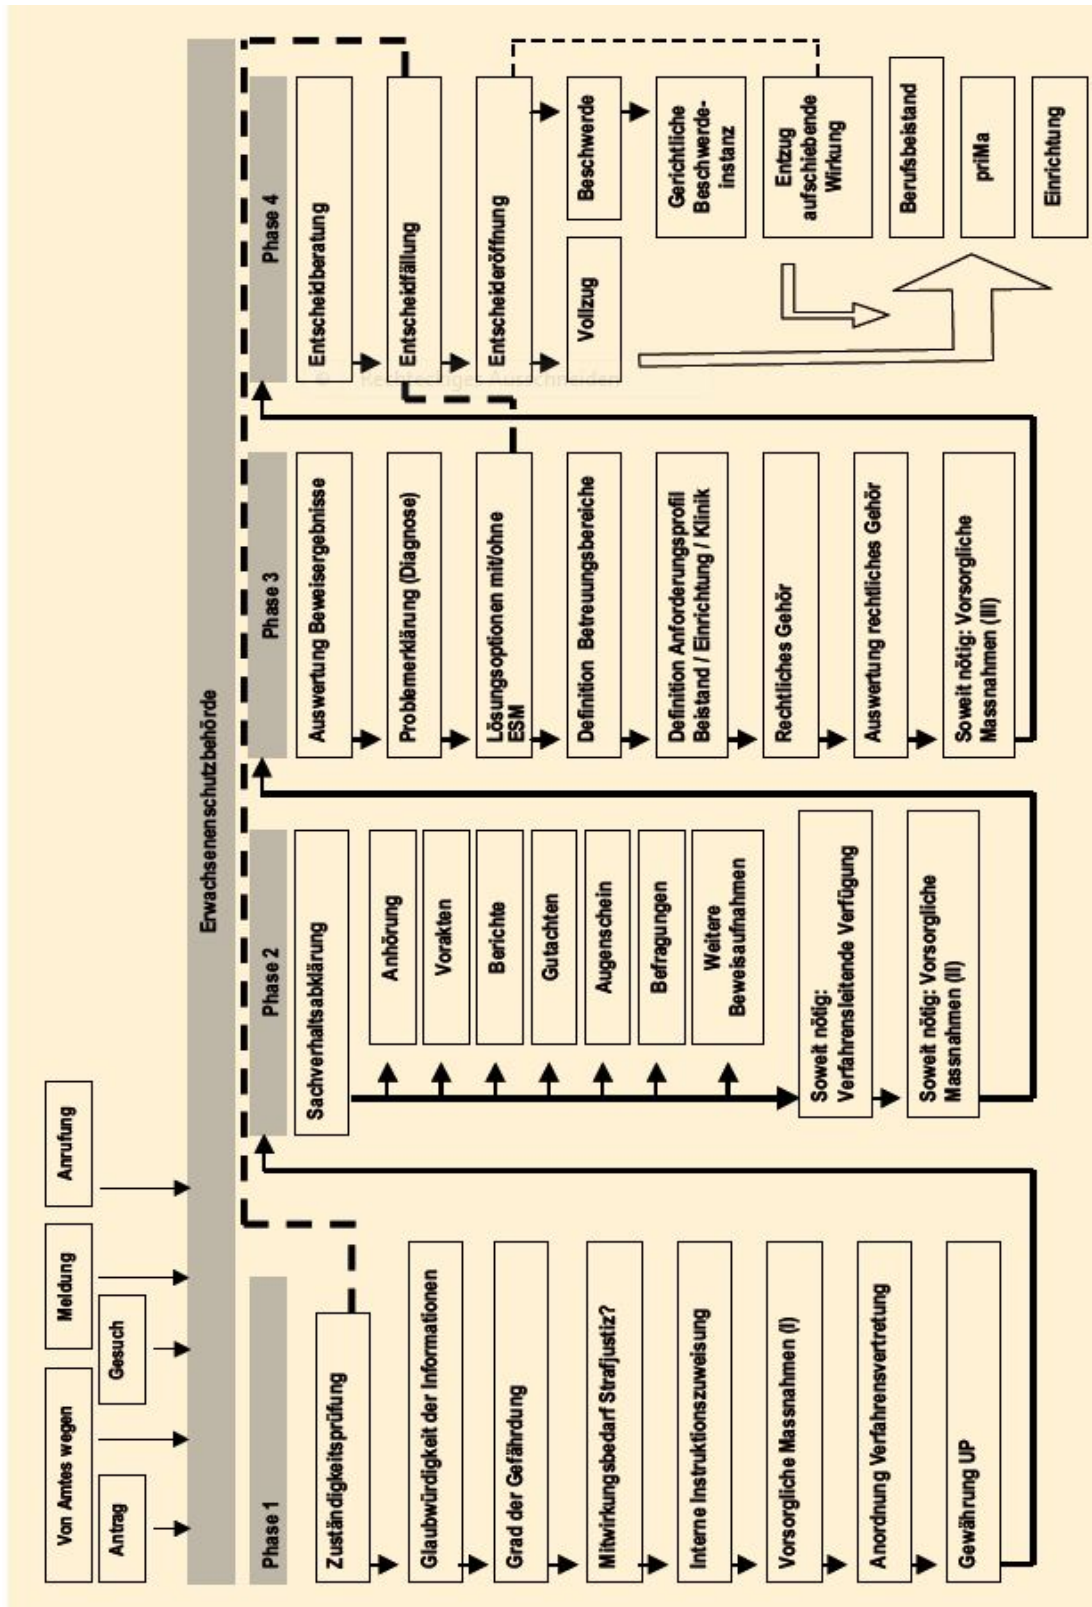 Von Amtes wegen
Meldung
Anrufung
Antrag
Gesuch
Erwachsenenschutzbehörde
Phase 1
Zuständigkeitsprüfung
Glaubwürdigkeit der Informationen
Grad der Gefährdung
Mitwirkungsbedarf Strafjustiz?
Interne Instruktionszuweisung
Vorsorgliche Massnahmen (I)
Anordnung Verfahrensvertretung
Gewährung UP
Phase 2
Sachverhaltsabklärung
Anhörung
Vorakten
Berichte
Gutachten
Augenschein
Befragungen
Weitere
Beweisaufnahmen
Soweit nötig:
Verfahrensleitende Verfügung
Soweit nötig: Vorsorgliche
Massnahmen (II)
Phase 3
Auswertung Beweisergebnisse
Problemerklärung (Diagnose)
Lösungsoptionen mit/ohne
ESM
Definition Betreuungsbereiche
Definition Anforderungsprofil
Beistand / Einrichtung / Klinik
Rechtliches Gehör
Auswertung rechtliches Gehör
Soweit nötig: Vorsorgliche
Massnahmen (III)
Phase 4
Entscheidberatung
Entscheidfällung
Entscheideröffnung
Vollzug
Beschwerde
Gerichtliche
Beschwerde-
instanz
Entzug
aufschiebende
Wirkung
Berufsbeistand
priMa
Einrichtung
Rechteckiges Ausschneiden